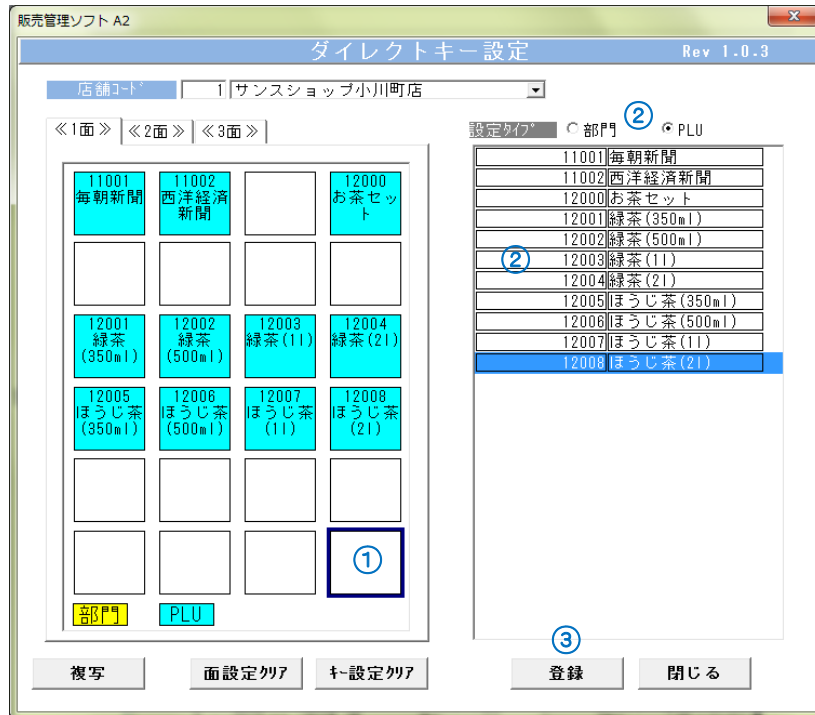 販売管理ソフト A2
ダイレクトキー設定 Rev 1.0.3
店舗ｺｰﾄﾞ 1 サンスショップ小川町店
≪1面≫ ≪2面≫ ≪3面≫
11001
毎朝新聞
11002
西洋経済
新聞
12000
お茶セッ
ト
12001
緑茶
(350ml)
12002
緑茶
(500ml)
12003
緑茶(1l)
12004
緑茶(2l)
12005
ほうじ茶
(350ml)
12006
ほうじ茶
(500ml)
12007
ほうじ茶
(1l)
12008
ほうじ茶
(2l)
①
部門 PLU
設定ﾀｲﾌﾟ 部門 ② PLU
11001 毎朝新聞
11002 西洋経済新聞
12000 お茶セット
12001 緑茶(350ml)
12002 緑茶(500ml)
② 12003 緑茶(1l)
12004 緑茶(2l)
12005 ほうじ茶(350ml)
12006 ほうじ茶(500ml)
12007 ほうじ茶(1l)
12008 ほうじ茶(2l)
③
複写 面設定ｸﾘｱ ｷｰ設定ｸﾘｱ 登録 閉じる